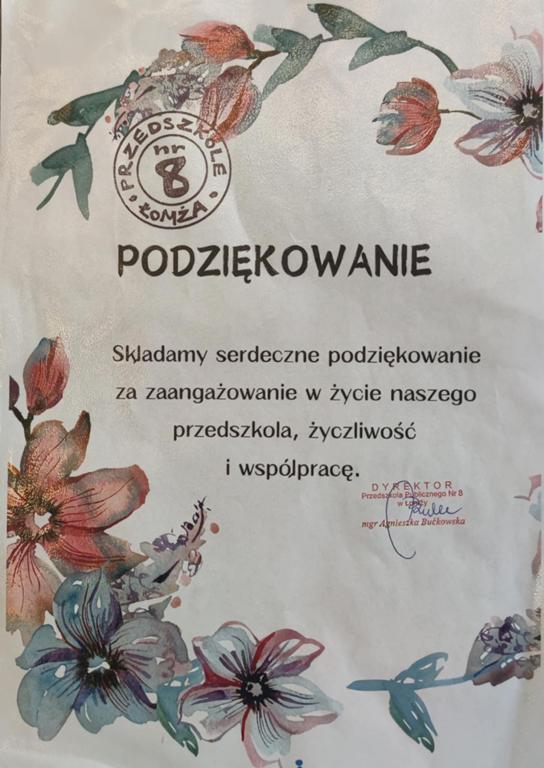 PRZEDSZKOLE
nr
8
ŁOMŻA
PODZIĘKOWANIE
Składamy serdeczne podziękowanie
za zaangażowanie w życie naszego
przedszkola, życzliwość
i współpracę.
DYREKTOR
Przedszkola Publicznego Nr 8
w Łomży
mgr Agnieszka Bućkowska